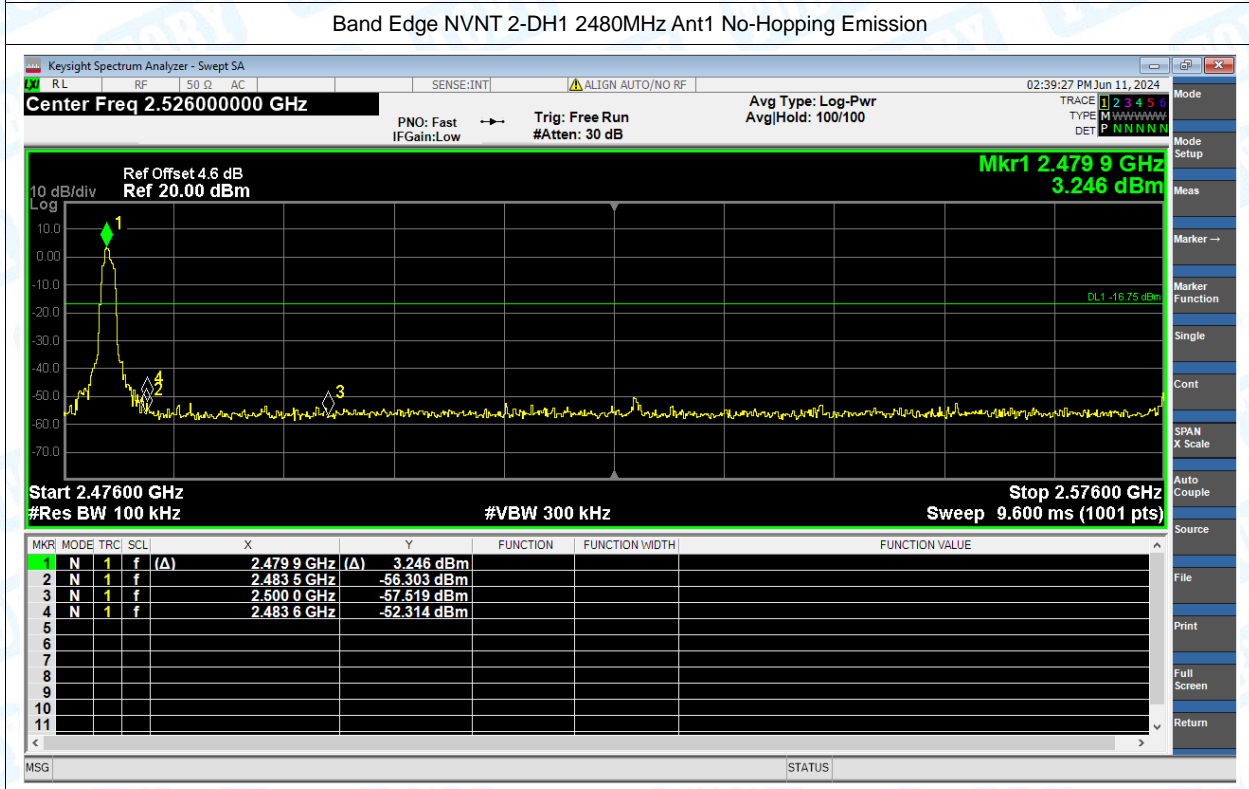 Band Edge NVNT 2-DH1 2480MHz Ant1 No-Hopping Emission
Keysight Spectrum Analyzer - Swept SA
LXI RL RF 50 Ω AC SENSE:INT ALIGN AUTO/NO RF 02:39:27 PM Jun 11, 2024
Center Freq 2.526000000 GHz
PNO: Fast
IFGain:Low
Trig: Free Run
#Atten: 30 dB
Avg Type: Log-Pwr
Avg|Hold: 100/100
TRACE 1 2 3 4 5 6
TYPE M W W W W W
DET P N N N N N
Mkr1 2.479 9 GHz
3.246 dBm
Ref Offset 4.6 dB
10 dB/div Ref 20.00 dBm
Log
10.0
0.00
-10.0
-20.0
-30.0
-40.0
-50.0
-60.0
-70.0
1
4
2
3
DL1 -16.75 dBm
Start 2.47600 GHz Stop 2.57600 GHz
#Res BW 100 kHz #VBW 300 kHz Sweep 9.600 ms (1001 pts)
MKR MODE TRC SCL X Y FUNCTION FUNCTION WIDTH FUNCTION VALUE
1 N 1 f (Δ) 2.479 9 GHz (Δ) 3.246 dBm
2 N 1 f 2.483 5 GHz -56.303 dBm
3 N 1 f 2.500 0 GHz -57.519 dBm
4 N 1 f 2.483 6 GHz -52.314 dBm
5
6
7
8
9
10
11
MSG STATUS
Mode
Mode Setup
Meas
Marker →
Marker Function
Single
Cont
SPAN X Scale
Auto Couple
Source
File
Print
Full Screen
Return